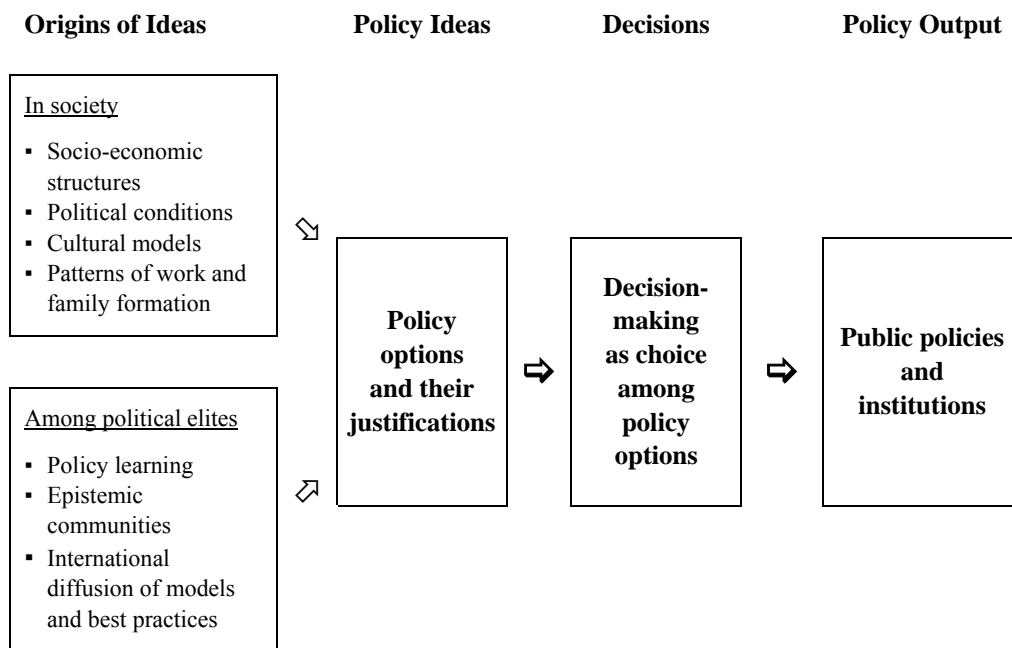 Origins of Ideas
Policy Ideas
Decisions
Policy Output
In society
▪ Socio-economic
structures
▪ Political conditions
▪ Cultural models
▪ Patterns of work and
family formation
Among political elites
▪ Policy learning
▪ Epistemic
communities
▪ International
diffusion of models
and best practices
Policy
options
and their
justifications
Decision-
making
as choice
among
policy
options
Public policies
and
institutions